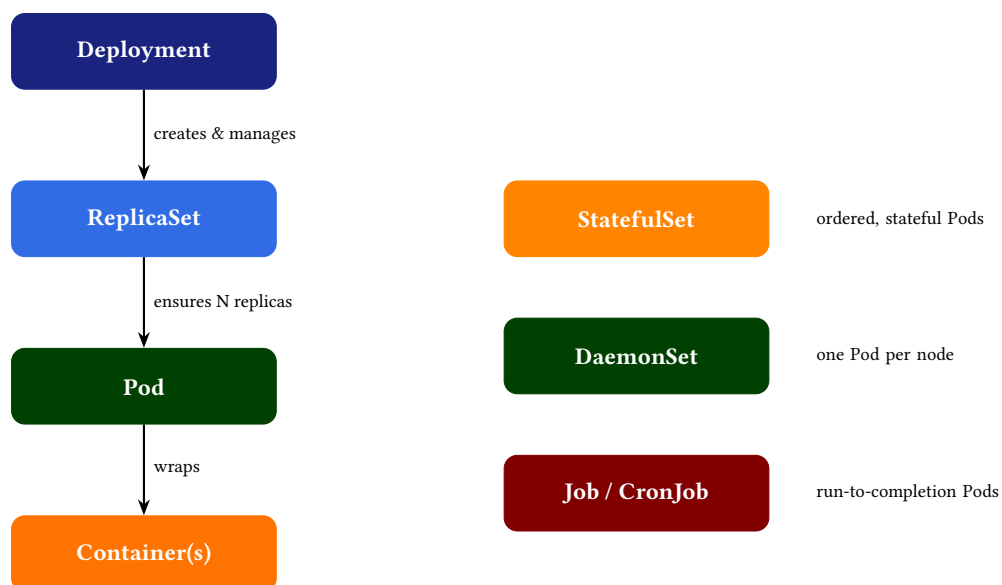 Deployment
creates & manages
ReplicaSet
ensures N replicas
Pod
wraps
Container(s)
StatefulSet
ordered, stateful Pods
DaemonSet
one Pod per node
Job / CronJob
run-to-completion Pods